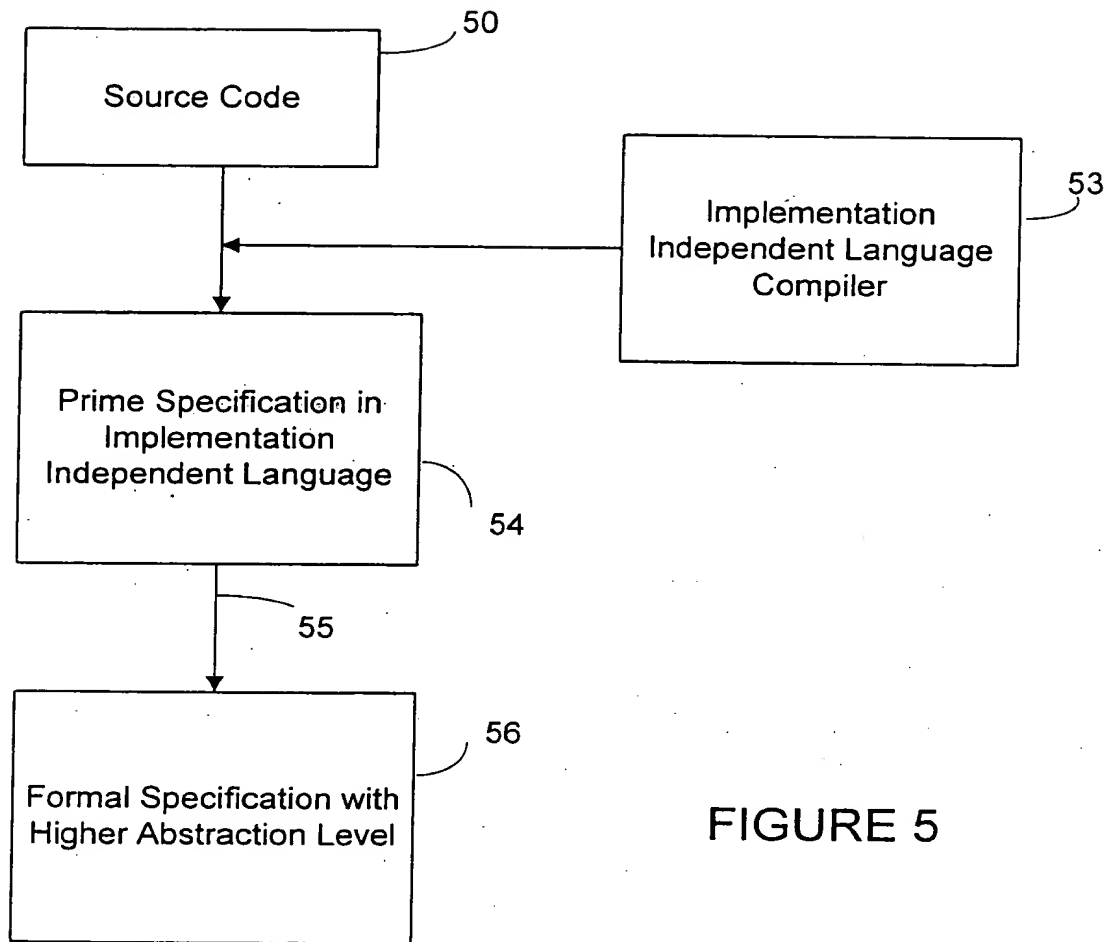 50
Source Code
53
Implementation
Independent Language
Compiler
Prime Specification in
Implementation
Independent Language
54
55
56
Formal Specification with
Higher Abstraction Level
FIGURE 5